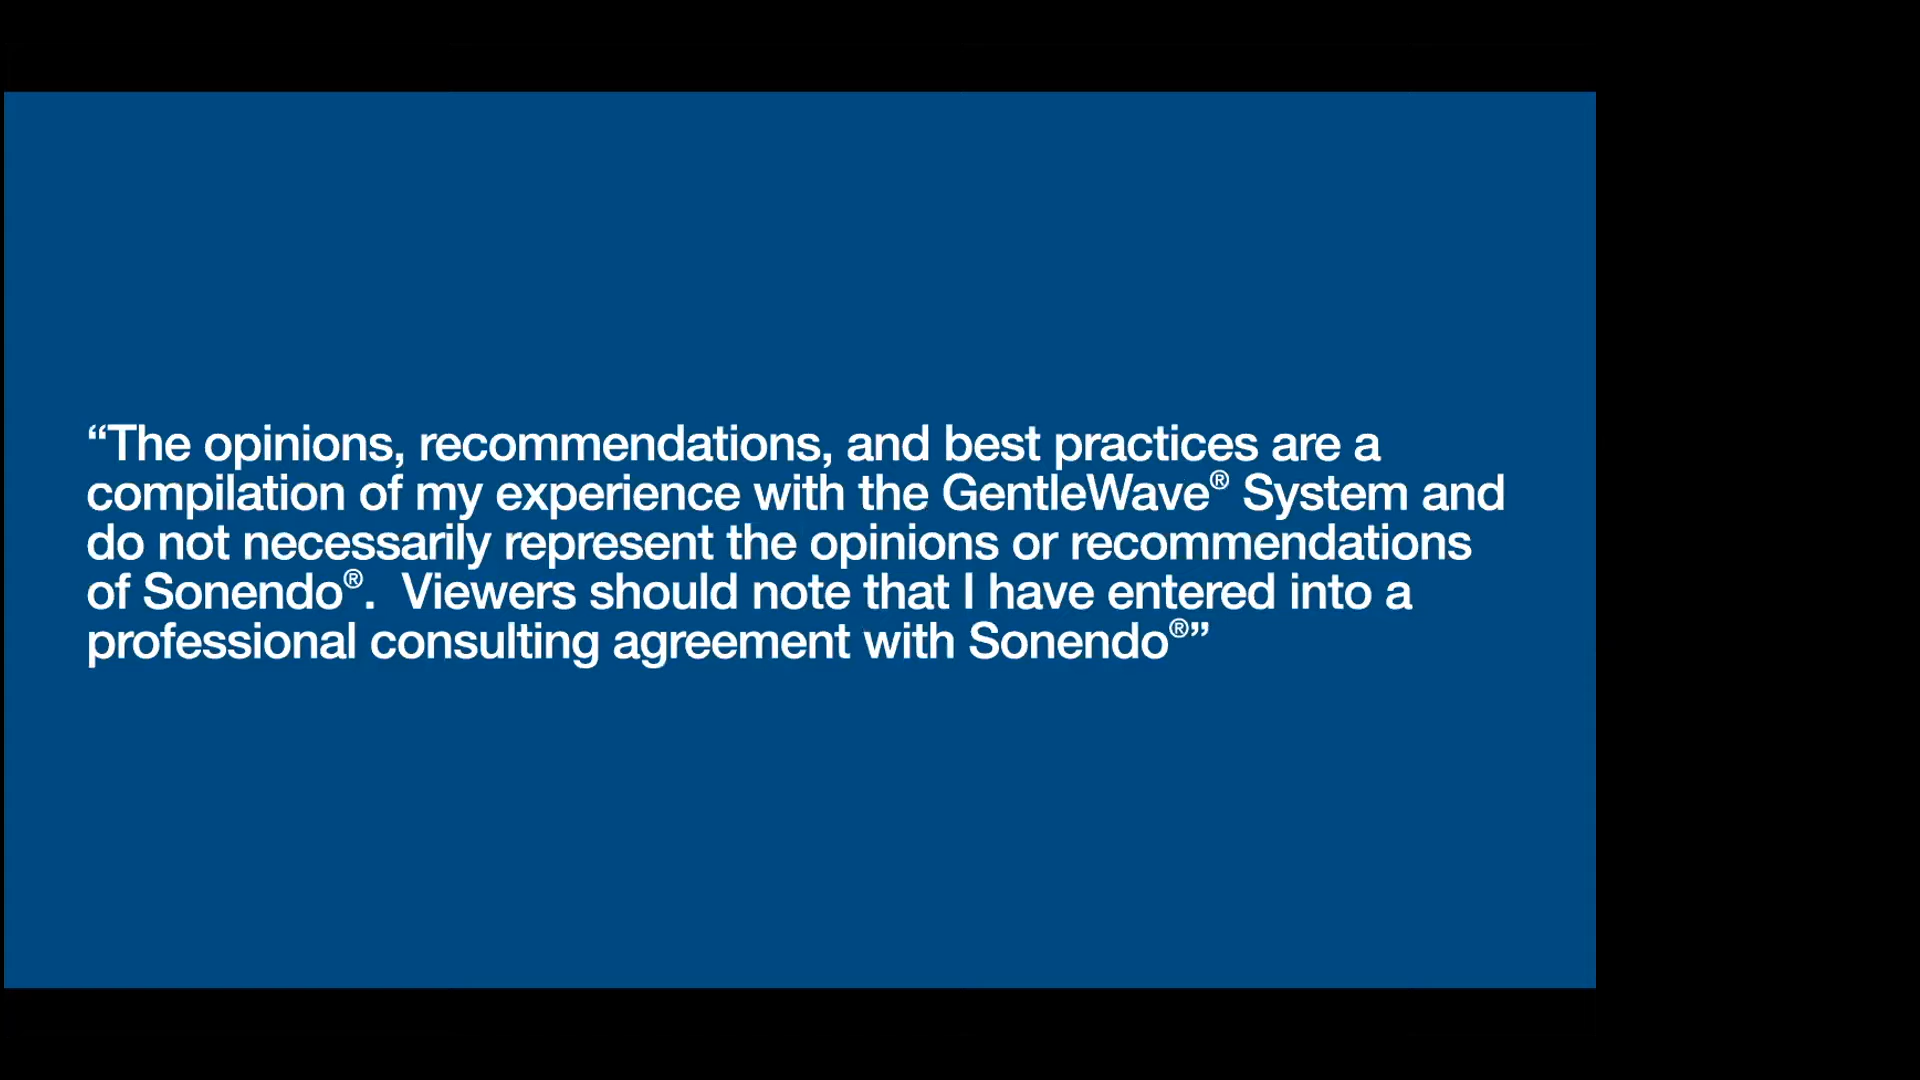 “The opinions, recommendations, and best practices are a
compilation of my experience with the GentleWave® System and
do not necessarily represent the opinions or recommendations
of Sonendo®.  Viewers should note that I have entered into a
professional consulting agreement with Sonendo®”